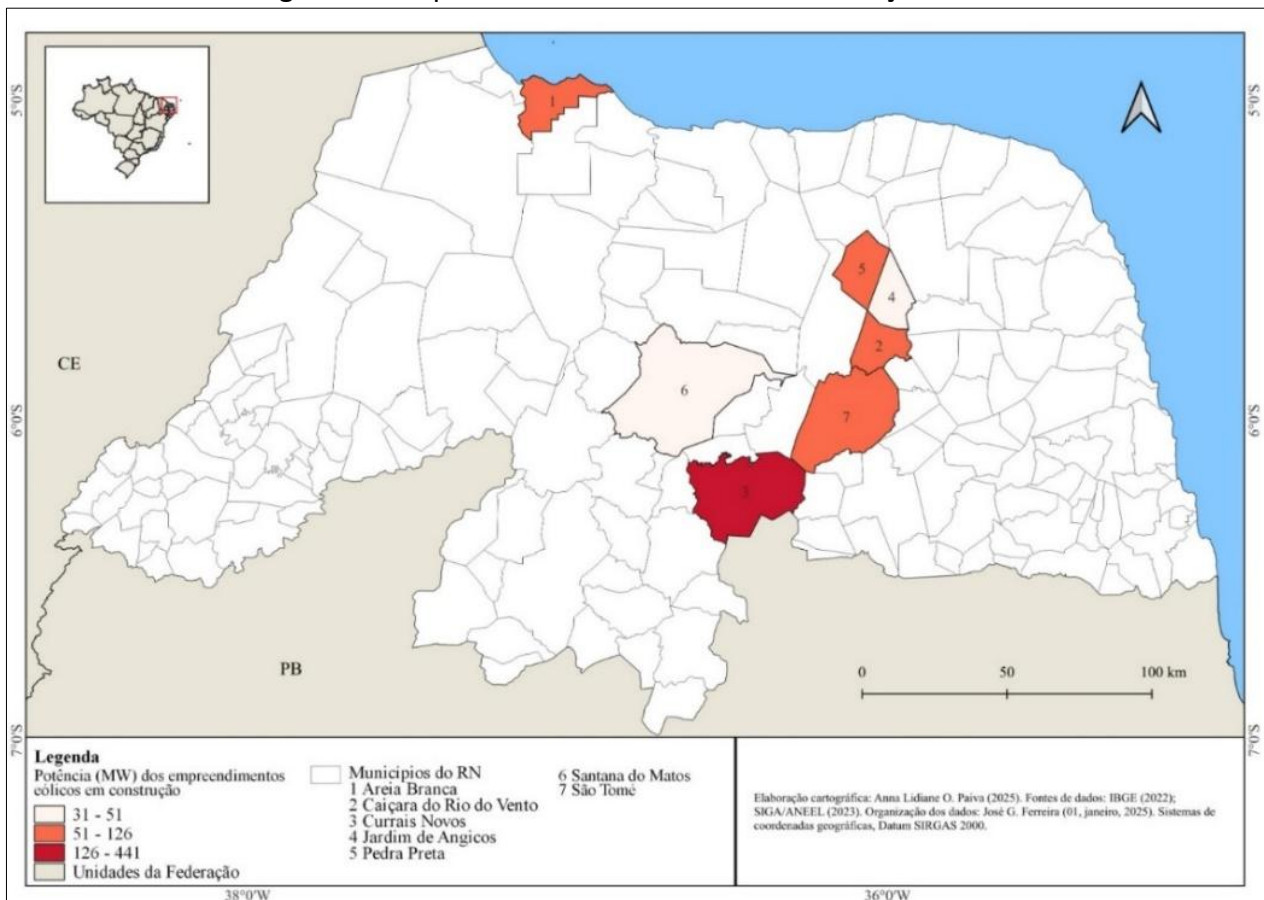 5°0'S
5°0'S
1
5
4
2
CE
6
7
6°0'S
6°0'S
3
PB
0 50 100 km
7°0'S
7°0'S
Legenda
Potência (MW) dos empreendimentos
eólicos em construção
31 - 51
51 - 126
126 - 441
Unidades da Federação
Municípios do RN
1 Areia Branca
2 Caiçara do Rio do Vento
3 Currais Novos
4 Jardim de Angicos
5 Pedra Preta
6 Santana do Matos
7 São Tomé
Elaboração cartográfica: Anna Lidiane O. Paiva (2025). Fontes de dados: IBGE (2022);
SIGA/ANEEL (2023). Organização dos dados: José G. Ferreira (01, janeiro, 2025). Sistemas de
coordenadas geográficas, Datum SIRGAS 2000.
38°0'W
36°0'W